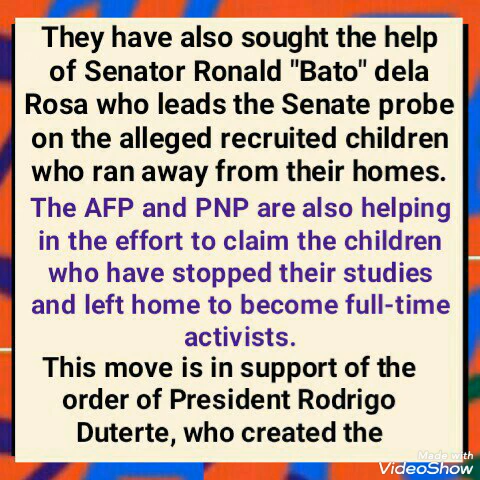 They have also sought the help
of Senator Ronald "Bato" dela
Rosa who leads the Senate probe
on the alleged recruited children
who ran away from their homes.
The AFP and PNP are also helping
in the effort to claim the children
who have stopped their studies
and left home to become full-time
activists.
This move is in support of the
order of President Rodrigo
Duterte, who created the
Made with
VideoShow